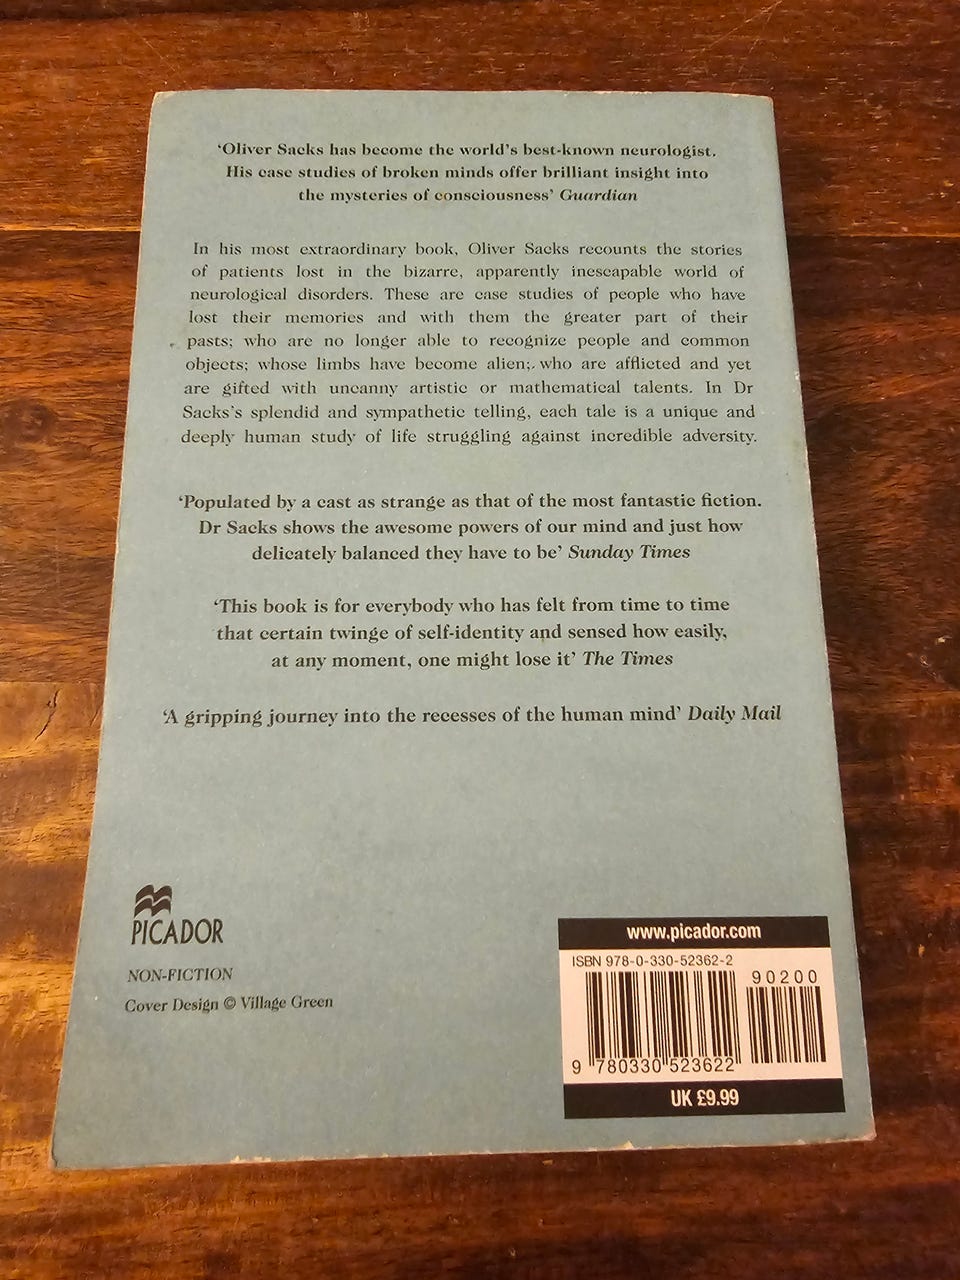 ‘Oliver Sacks has become the world’s best-known neurologist.
His case studies of broken minds offer brilliant insight into
the mysteries of consciousness’ Guardian
In his most extraordinary book, Oliver Sacks recounts the stories
of patients lost in the bizarre, apparently inescapable world of
neurological disorders. These are case studies of people who have
lost their memories and with them the greater part of their
pasts; who are no longer able to recognize people and common
objects; whose limbs have become alien; who are afflicted and yet
are gifted with uncanny artistic or mathematical talents. In Dr
Sacks’s splendid and sympathetic telling, each tale is a unique and
deeply human study of life struggling against incredible adversity.
‘Populated by a cast as strange as that of the most fantastic fiction.
Dr Sacks shows the awesome powers of our mind and just how
delicately balanced they have to be’ Sunday Times
‘This book is for everybody who has felt from time to time
that certain twinge of self-identity and sensed how easily,
at any moment, one might lose it’ The Times
‘A gripping journey into the recesses of the human mind’ Daily Mail
PICADOR
NON-FICTION
Cover Design © Village Green
www.picador.com
ISBN 978-0-330-52362-2
90200
9 780330 523622
UK £9.99